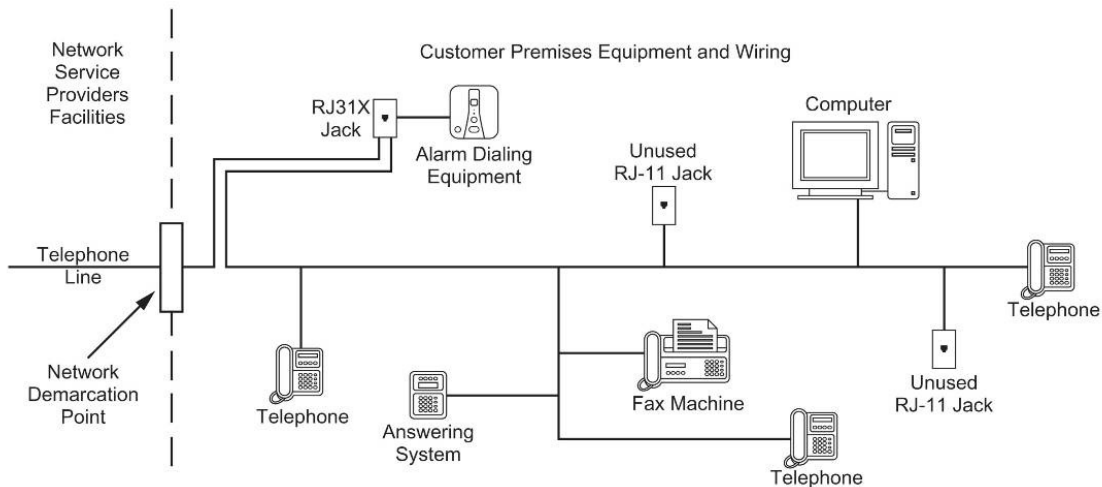 Network
Service
Providers
Facilities
Customer Premises Equipment and Wiring
RJ31X
Jack
Alarm Dialing
Equipment
Unused
RJ-11 Jack
Computer
Telephone
Line
Network
Demarcation
Point
Telephone
Answering
System
Fax Machine
Telephone
Unused
RJ-11 Jack
Telephone